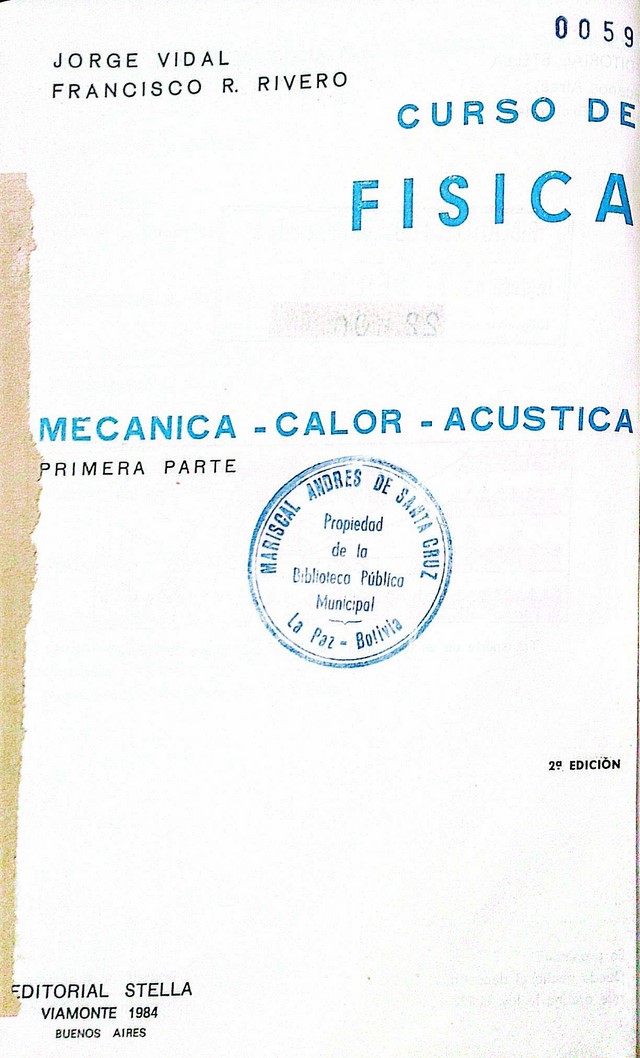 0059
JORGE VIDAL
FRANCISCO R. RIVERO
CURSO DE
FISICA
MECANICA - CALOR - ACUSTICA
PRIMERA PARTE
MARISCAL ANDRES DE SANTA CRUZ
Propiedad
de la
Biblioteca Pública
Municipal
La Paz - Bolivia
2ª EDICIÓN
EDITORIAL STELLA
VIAMONTE 1984
BUENOS AIRES